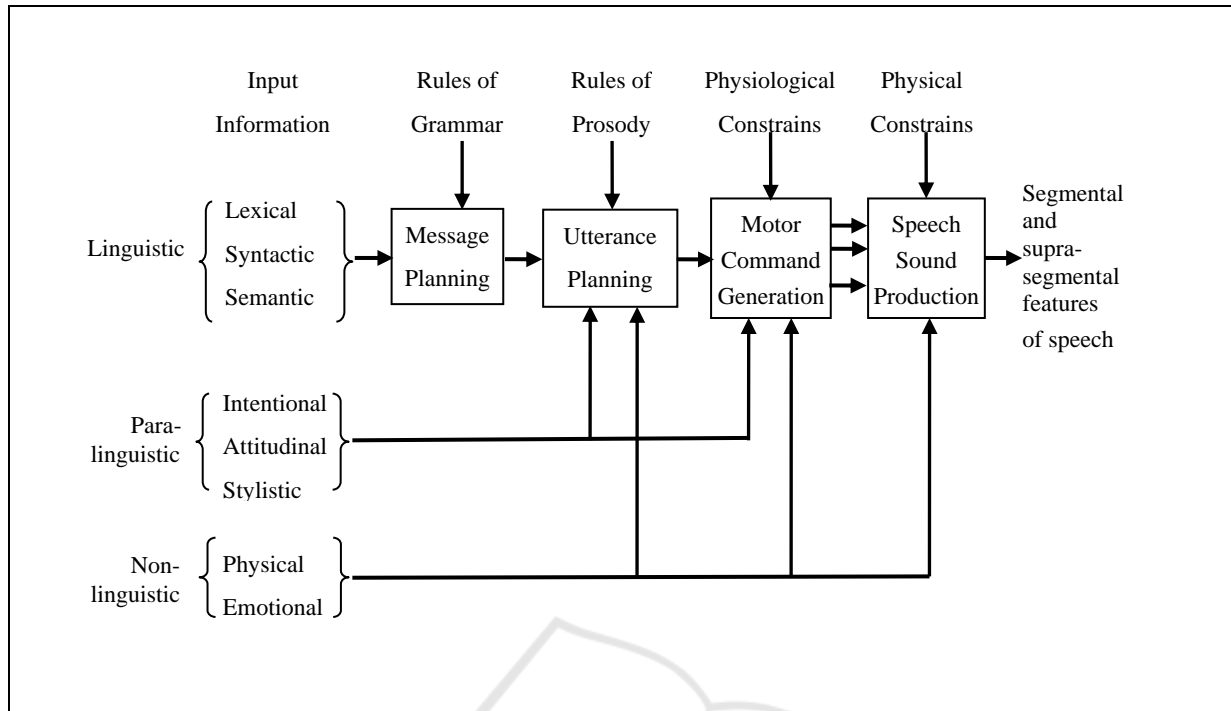 Input
Information
Rules of
Grammar
Rules of
Prosody
Physiological
Constrains
Physical
Constrains
Linguistic
Lexical
Syntactic
Semantic
Message
Planning
Utterance
Planning
Motor
Command
Generation
Speech
Sound
Production
Segmental
and
supra-
segmental
features
of speech
Para-
linguistic
Intentional
Attitudinal
Stylistic
Non-
linguistic
Physical
Emotional